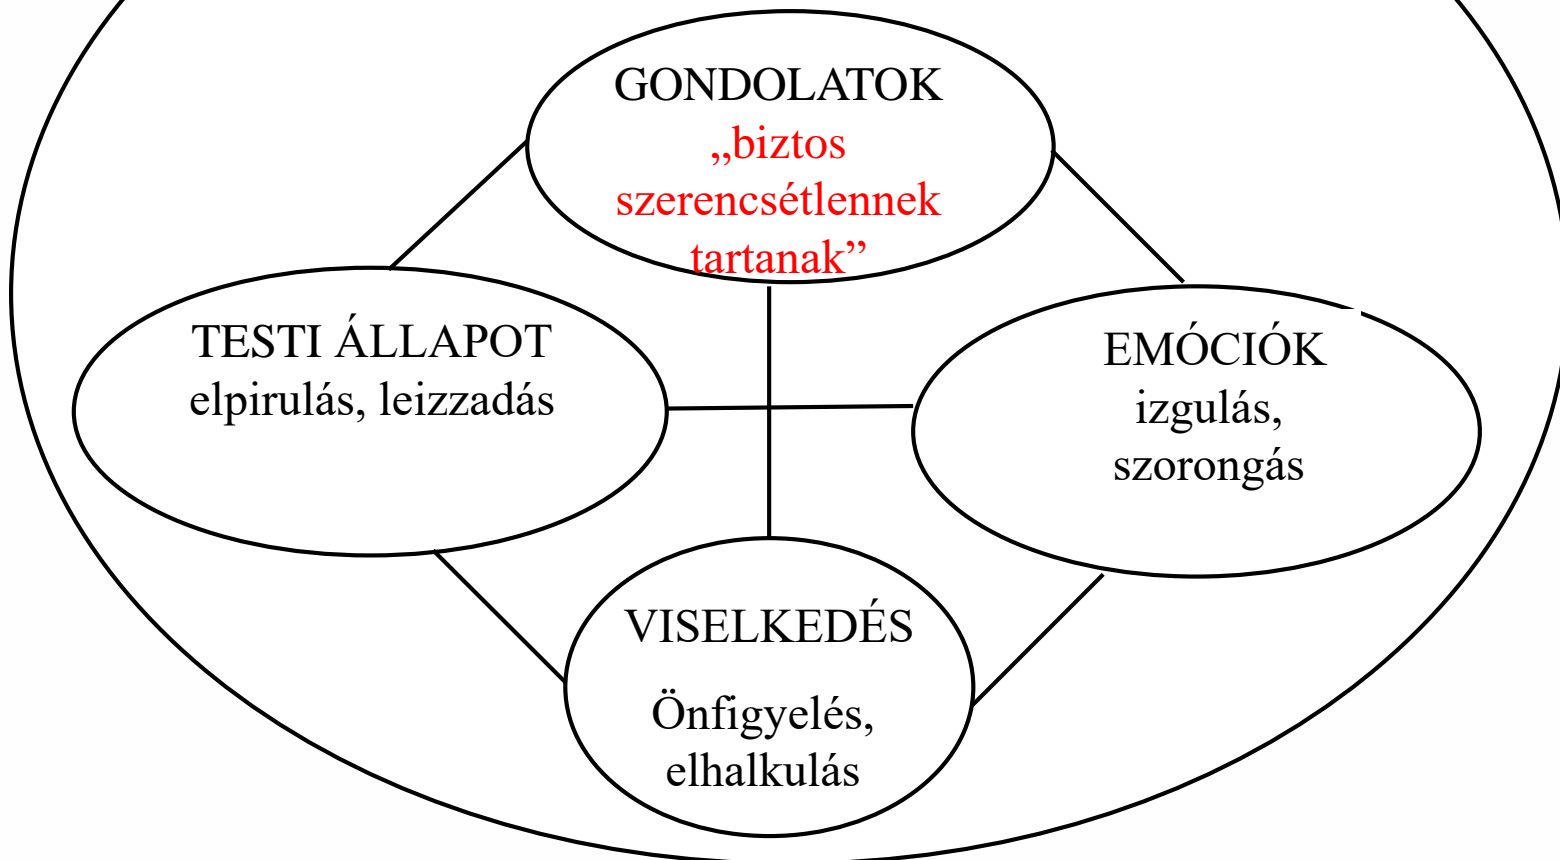 GONDOLATOK
„biztos
szerencsétlennek
tartanak”
TESTI ÁLLAPOT
elpirulás, leizzadás
EMÓCIÓK
izgulás,
szorongás
VISELKEDÉS
Önfigyelés,
elhalkulás